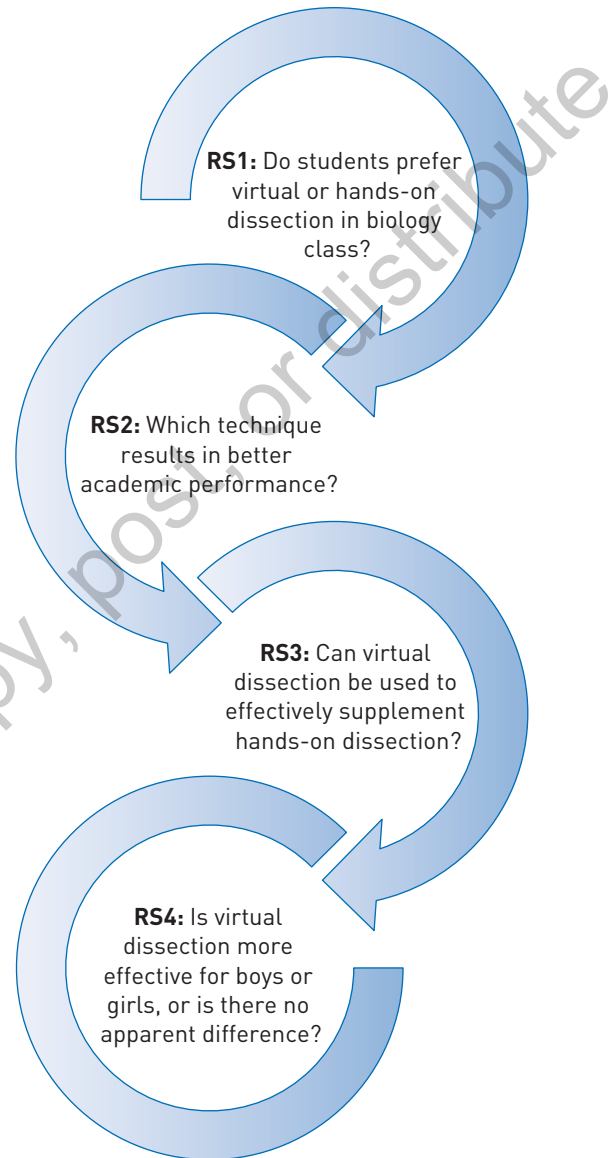 RS1: Do students prefer
virtual or hands-on
dissection in biology
class?
RS2: Which technique
results in better
academic performance?
RS3: Can virtual
dissection be used to
effectively supplement
hands-on dissection?
RS4: Is virtual
dissection more
effective for boys or
girls, or is there no
apparent difference?
post, or distribute